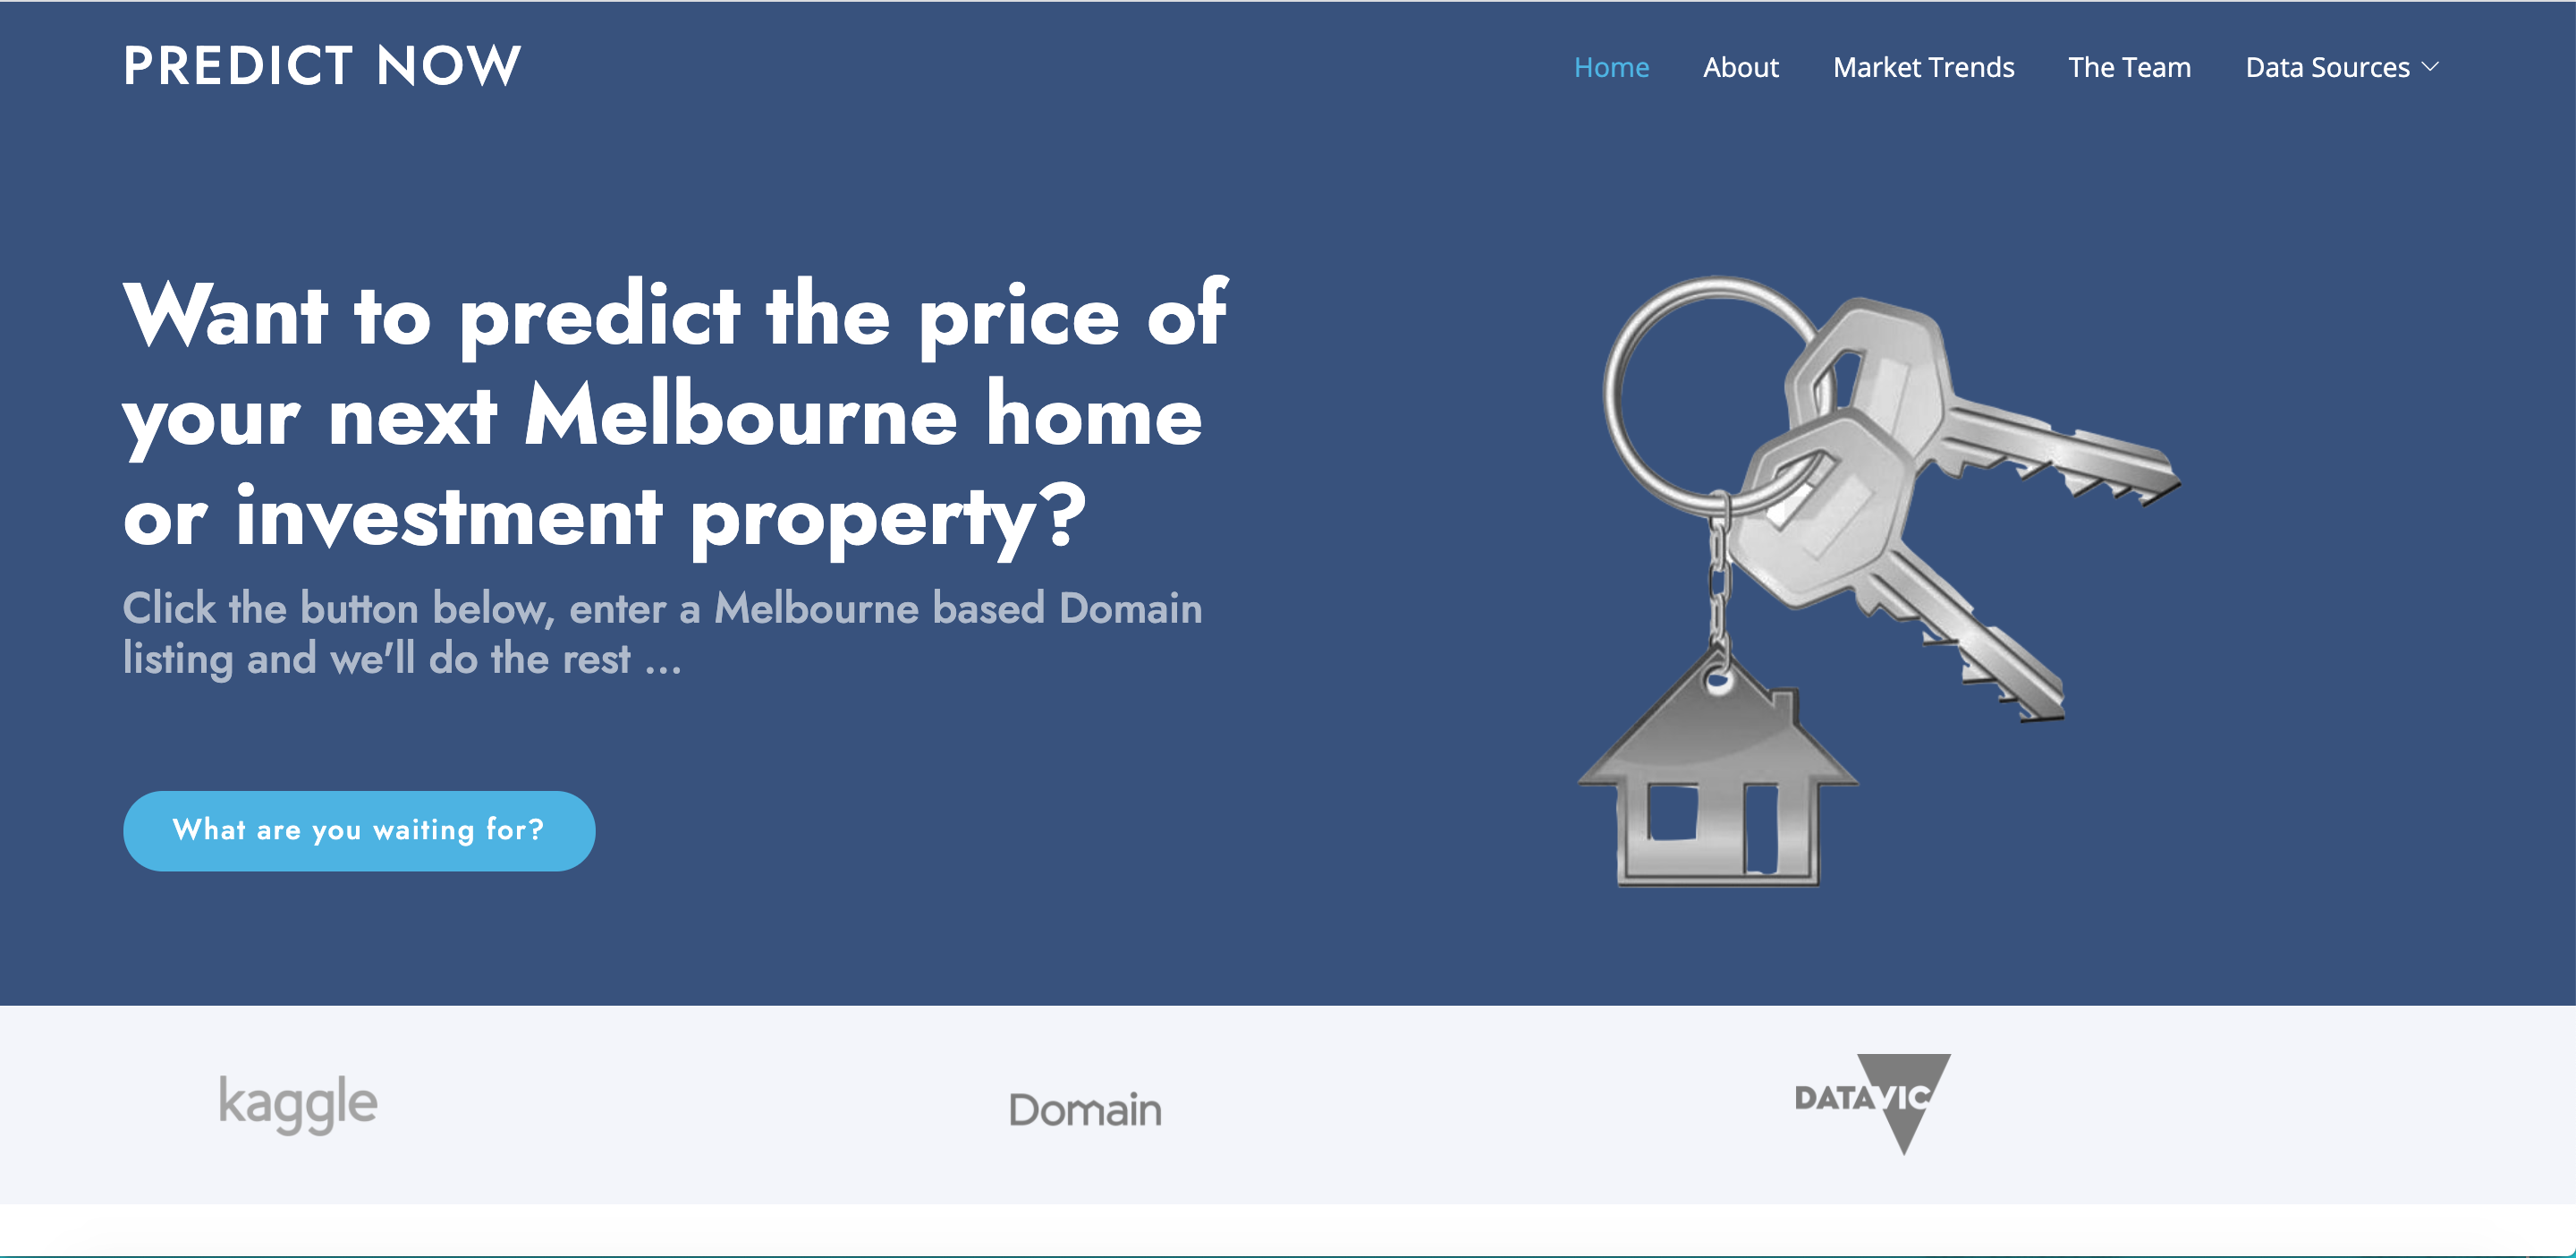 PREDICT NOW
Home About Market Trends The Team Data Sources
Want to predict the price of
your next Melbourne home
or investment property?
Click the button below, enter a Melbourne based Domain
listing and we'll do the rest ...
What are you waiting for?
kaggle
Domain
DATAVIC